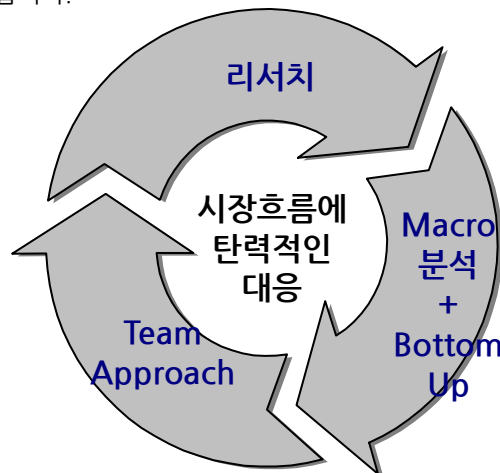 리서치
시장흐름에
탄력적인
대응
Macro
분석
+
Bottom
Up
Team
Approach